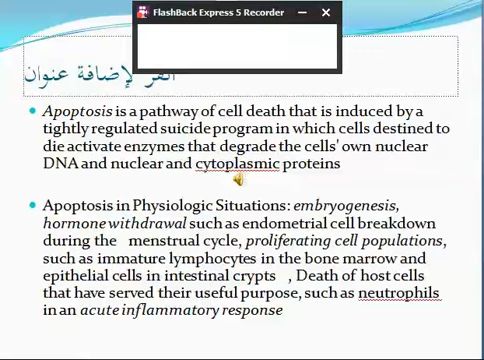 FlashBack Express 5 Recorder
انقر لإضافة عنوان
Apoptosis is a pathway of cell death that is induced by a
tightly regulated suicide program in which cells destined to
die activate enzymes that degrade the cells' own nuclear
DNA and nuclear and cytoplasmic proteins
Apoptosis in Physiologic Situations: embryogenesis,
hormone withdrawal such as endometrial cell breakdown
during the menstrual cycle, proliferating cell populations,
such as immature lymphocytes in the bone marrow and
epithelial cells in intestinal crypts , Death of host cells
that have served their useful purpose, such as neutrophils
in an acute inflammatory response